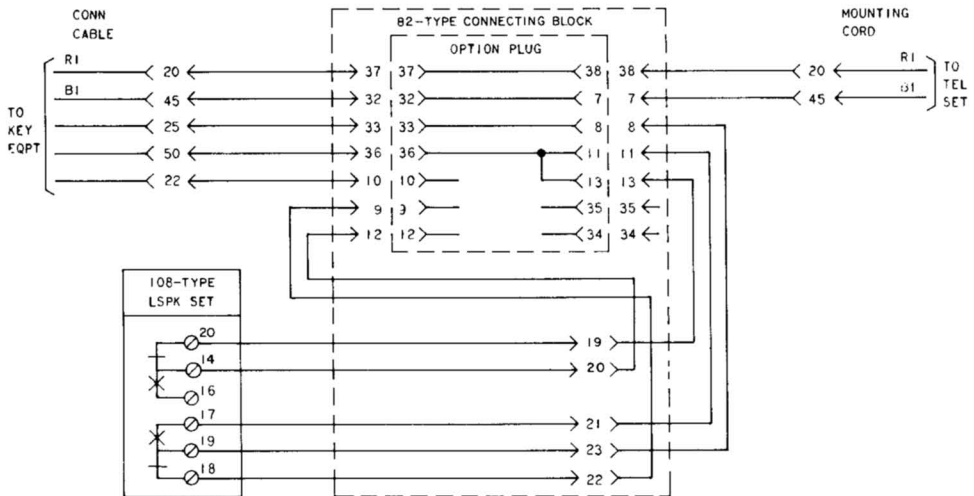 CONN
CABLE
82-TYPE CONNECTING BLOCK
MOUNTING
CORD
OPTION PLUG
R1 20 37 37 38 38 20 R1
B1 45 32 32 7 7 45 B1
25 33 33 8 8
50 36 36 11 11
22 10 10 13 13
9 9 35 35
12 12 34 34
TO
KEY
EQPT
TO
TEL
SET
108-TYPE
LSPK SET
20 19
14 20
16
17 21
19 23
18 22